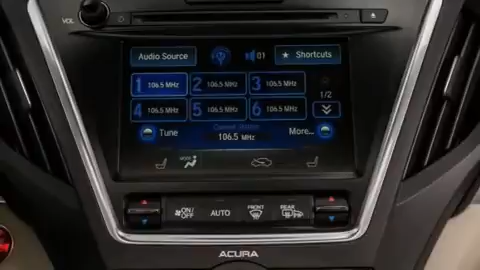 VOL
Audio Source
01
★ Shortcuts
1 106.5 MHz 2 106.5 MHz 3 106.5 MHz
1/2
4 106.5 MHz 5 106.5 MHz 6 106.5 MHz
Tune
Current Station
More...
106.5 MHz
MODE
ON/OFF
AUTO
FRONT
REAR
ACURA